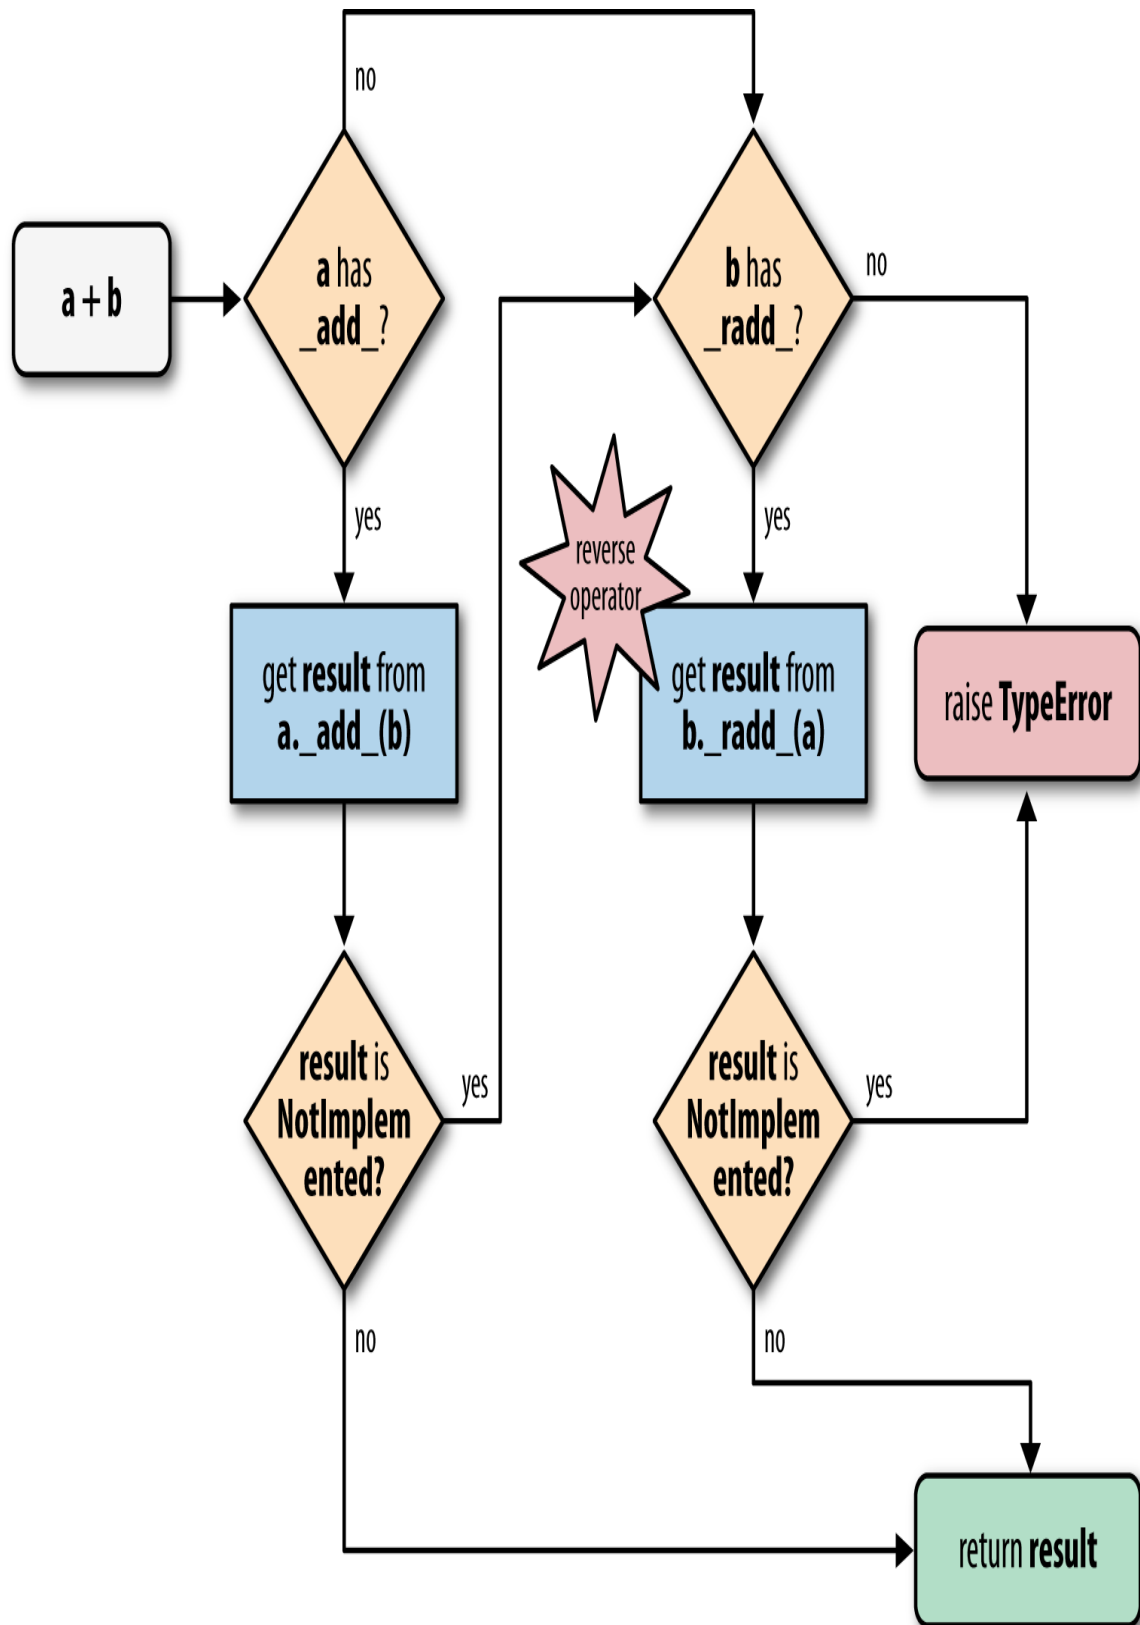 no
a + b
a has
_add_?
b has
_radd_?
no
yes
yes
reverse
operator
get result from
a._add_(b)
get result from
b._radd_(a)
raise TypeError
result is
NotImplem
ented?
yes
result is
NotImplem
ented?
yes
no
no
return result